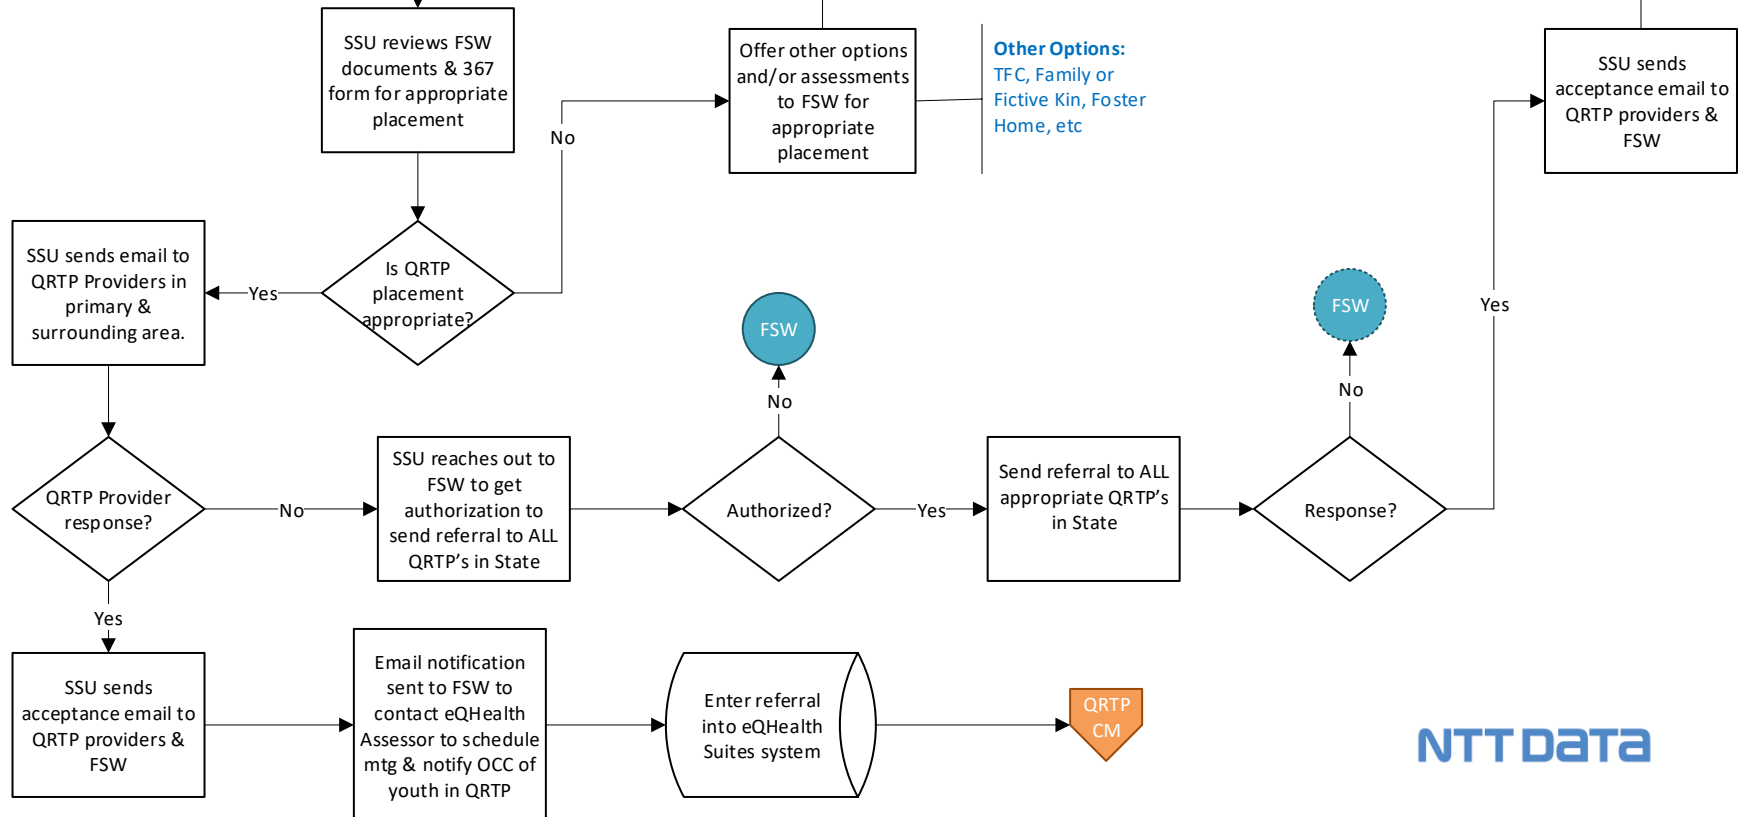 SSU reviews FSW
documents & 367
form for appropriate
placement
Offer other options
and/or assessments
to FSW for
appropriate
placement
Other Options:
TFC, Family or
Fictive Kin, Foster
Home, etc
SSU sends
acceptance email to
QRTP providers &
FSW
No
SSU sends email to
QRTP Providers in
primary &
surrounding area.
Yes
Is QRTP
placement
appropriate?
FSW
FSW
Yes
No
No
QRTP Provider
response?
No
SSU reaches out to
FSW to get
authorization to
send referral to ALL
QRTP's in State
Authorized?
Yes
Send referral to ALL
appropriate QRTP's
in State
Response?
Yes
SSU sends
acceptance email to
QRTP providers &
FSW
Email notification
sent to FSW to
contact eQHealth
Assessor to schedule
mtg & notify OCC of
youth in QRTP
Enter referral
into eQHealth
Suites system
QRTP
CM
NTT DATA